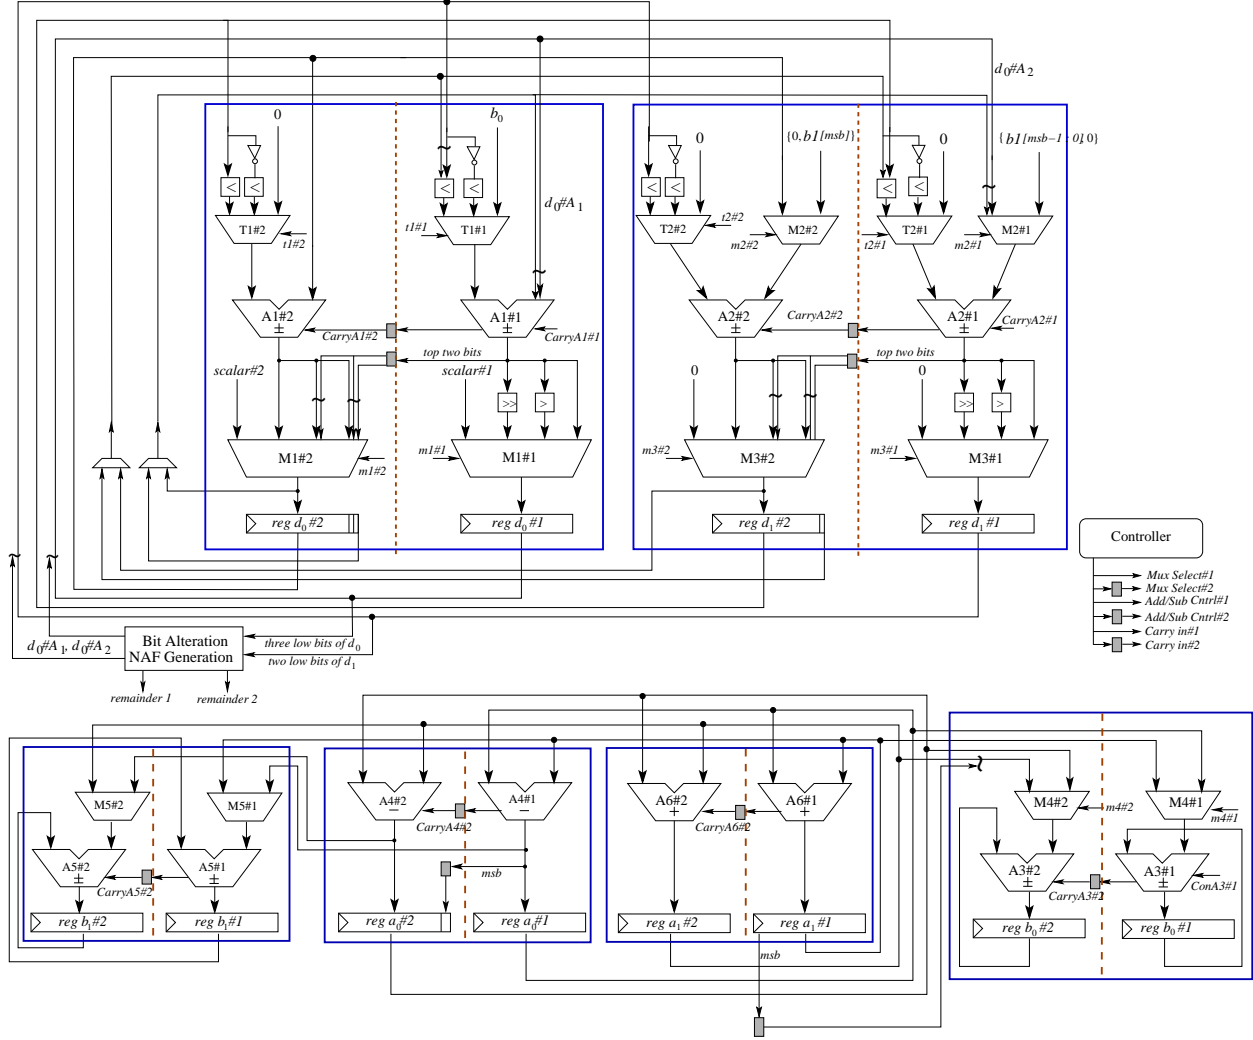 d0#A2
0
b0
0
{0,b1[msb]}
0
{b1[msb-1:0],0}
<
<
<
<
<
<
<
<
d0#A1
T1#2
t1#2
t1#1
T1#1
T2#2
t2#2
m2#2
M2#2
t2#1
T2#1
m2#1
M2#1
A1#2
±
CarryA1#2
A1#1
±
CarryA1#1
A2#2
±
CarryA2#2
A2#1
±
CarryA2#1
top two bits
top two bits
scalar#2
scalar#1
0
0
>>
>
>>
>
M1#2
m1#2
m1#1
M1#1
m3#2
M3#2
m3#1
M3#1
reg d0 #2
reg d0 #1
reg d1 #2
reg d1 #1
Controller
Mux Select#1
Mux Select#2
Add/Sub Cntrl#1
Add/Sub Cntrl#2
Carry in#1
Carry in#2
d0#A1, d0#A2
Bit Alteration
NAF Generation
three low bits of d0
two low bits of d1
remainder 1
remainder 2
M5#2
M5#1
A4#2
−
CarryA4#2
A4#1
−
A6#2
+
CarryA6#2
A6#1
+
M4#2
m4#2
M4#1
m4#1
A5#2
±
CarryA5#2
A5#1
±
msb
A3#2
±
CarryA3#2
A3#1
±
ConA3#1
reg b1#2
reg b1#1
reg a0#2
reg a0#1
reg a1#2
reg a1#1
reg b0 #2
reg b0 #1
msb